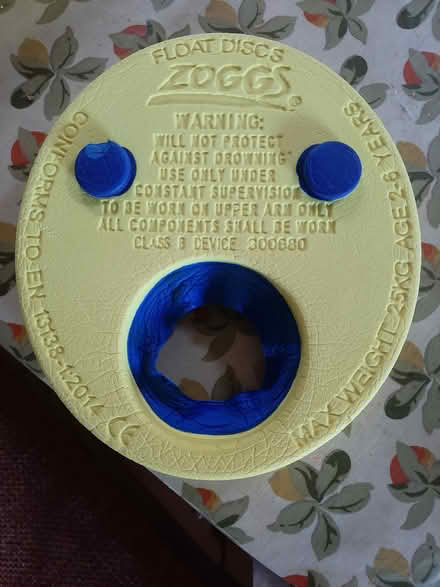 FLOAT DISCS
ZOGGS
WARNING:
WILL NOT PROTECT
AGAINST DROWNING
USE ONLY UNDER
CONSTANT SUPERVISION
TO BE WORN ON UPPER ARM ONLY
ALL COMPONENTS SHALL BE WORN
CLASS B DEVICE 300680
CONFORMS TO EN 13138-1:2014 CE
MAX WEIGHT 25KG AGE 2-6 YEARS